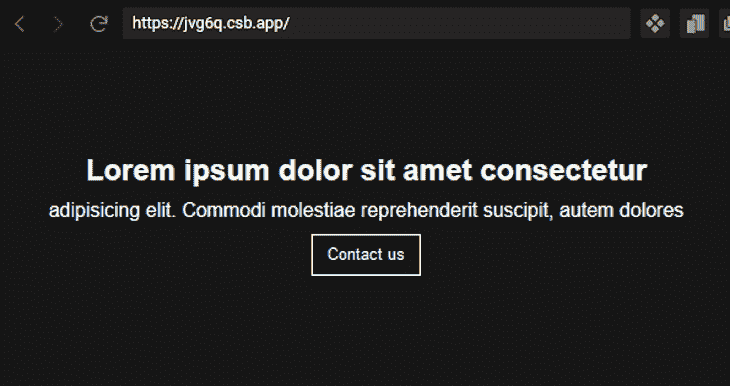 https://jvg6q.csb.app/
Lorem ipsum dolor sit amet consectetur
adipisicing elit. Commodi molestiae reprehenderit suscipit, autem dolores
Contact us